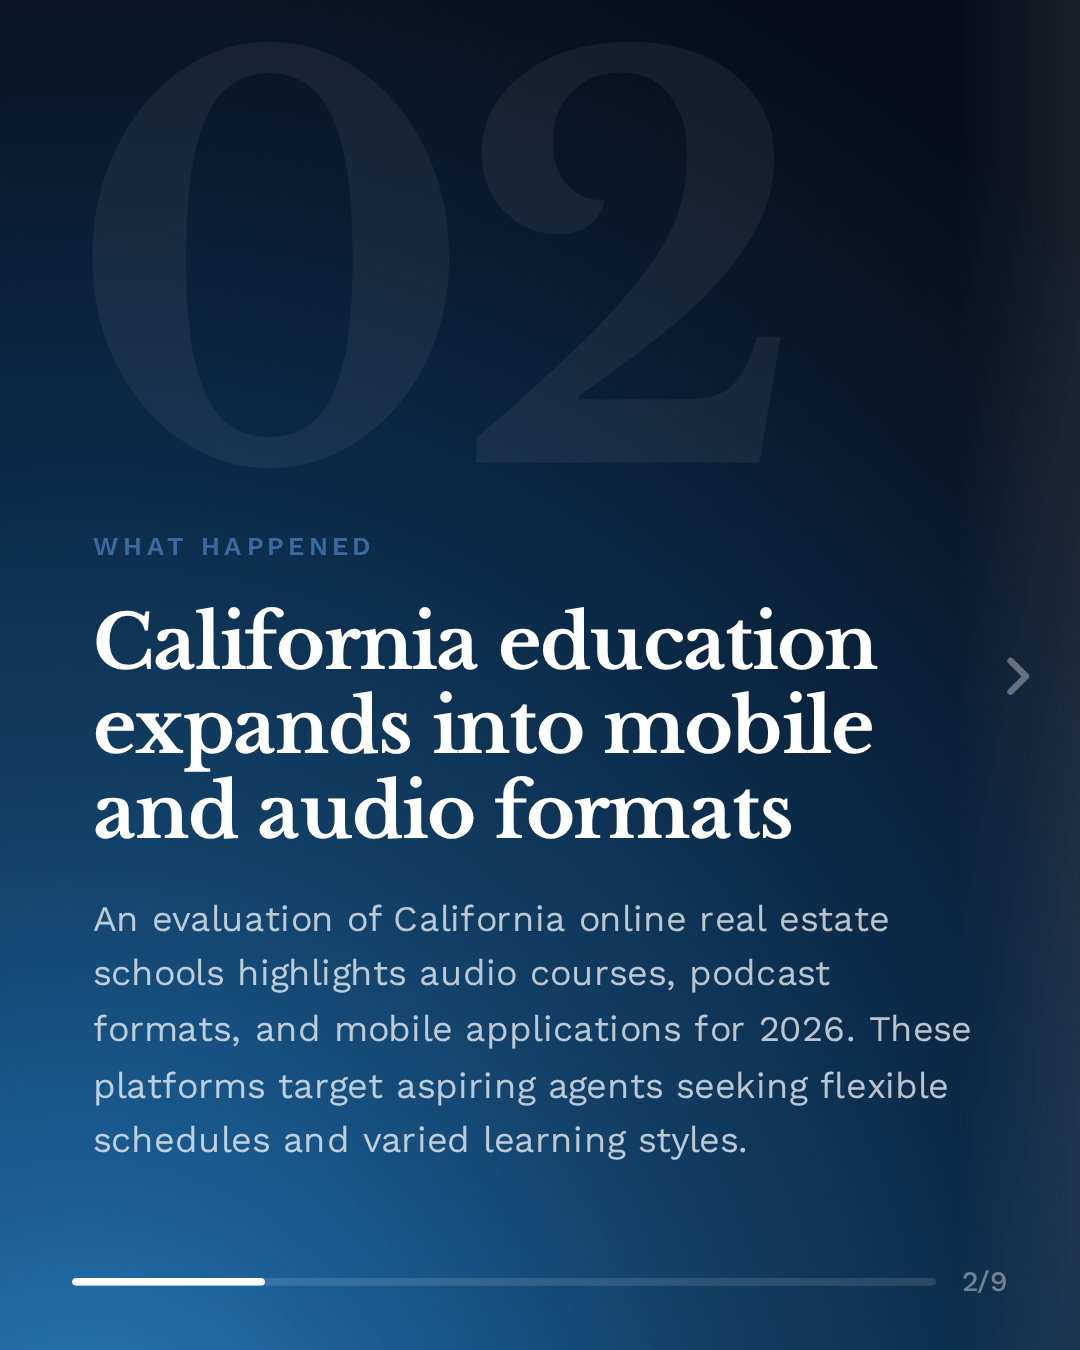 02
WHAT HAPPENED
California education
expands into mobile
and audio formats
An evaluation of California online real estate
schools highlights audio courses, podcast
formats, and mobile applications for 2026. These
platforms target aspiring agents seeking flexible
schedules and varied learning styles.
2/9